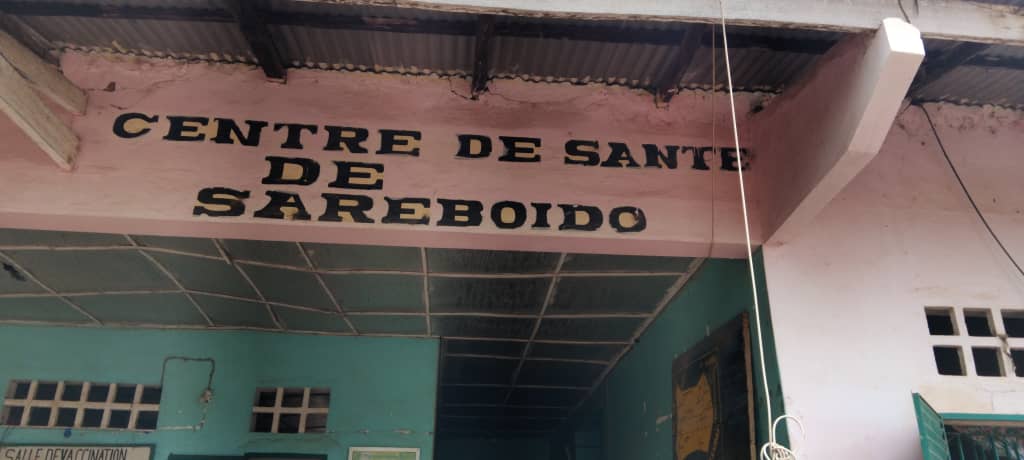 CENTRE DE SANTE
DE
SAREBOIDO
SALLE DE VACCINATION